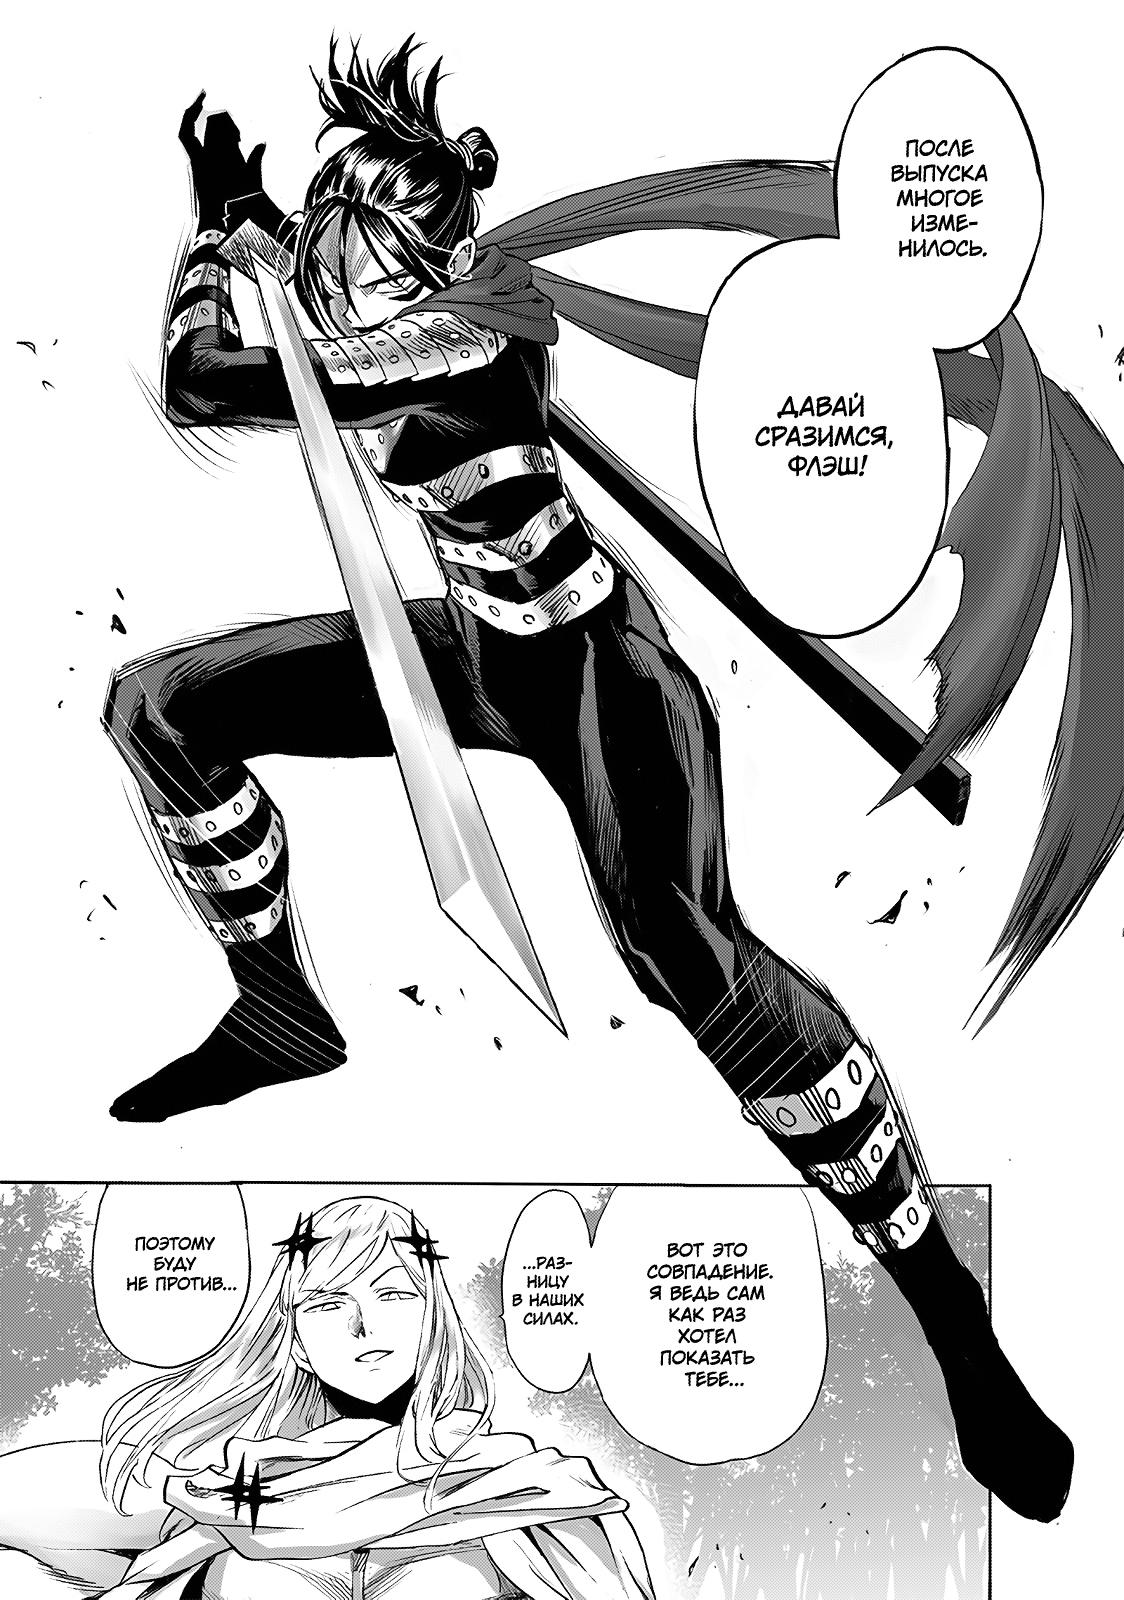 ПОСЛЕ
ВЫПУСКА
МНОГОЕ
ИЗМЕ-
НИЛОСЬ.
ДАВАЙ
СРАЗИМСЯ,
ФЛЭШ!
ВОТ ЭТО
СОВПАДЕНИЕ.
Я ВЕДЬ САМ
КАК РАЗ
ХОТЕЛ
ПОКАЗАТЬ
ТЕБЕ...
...РАЗ-
НИЦУ
В НАШИХ
СИЛАХ.
ПОЭТОМУ
БУДУ
НЕ ПРОТИВ...